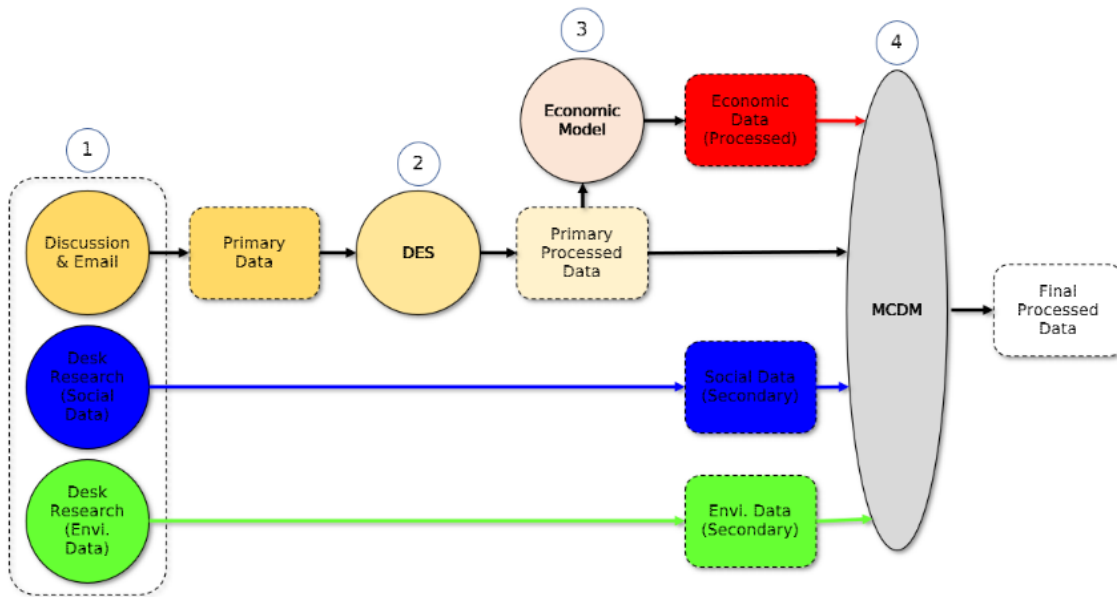 3
4
Economic
Model
Economic
Data
(Processed)
1
2
Discussion
& Email
Primary
Data
DES
Primary
Processed
Data
MCDM
Final
Processed
Data
Desk
Research
(Social
Data)
Social Data
(Secondary)
Desk
Research
(Envi.
Data)
Envi. Data
(Secondary)